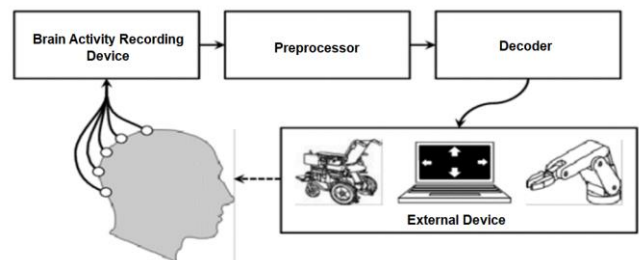 Brain Activity Recording
Device
Preprocessor
Decoder
External Device